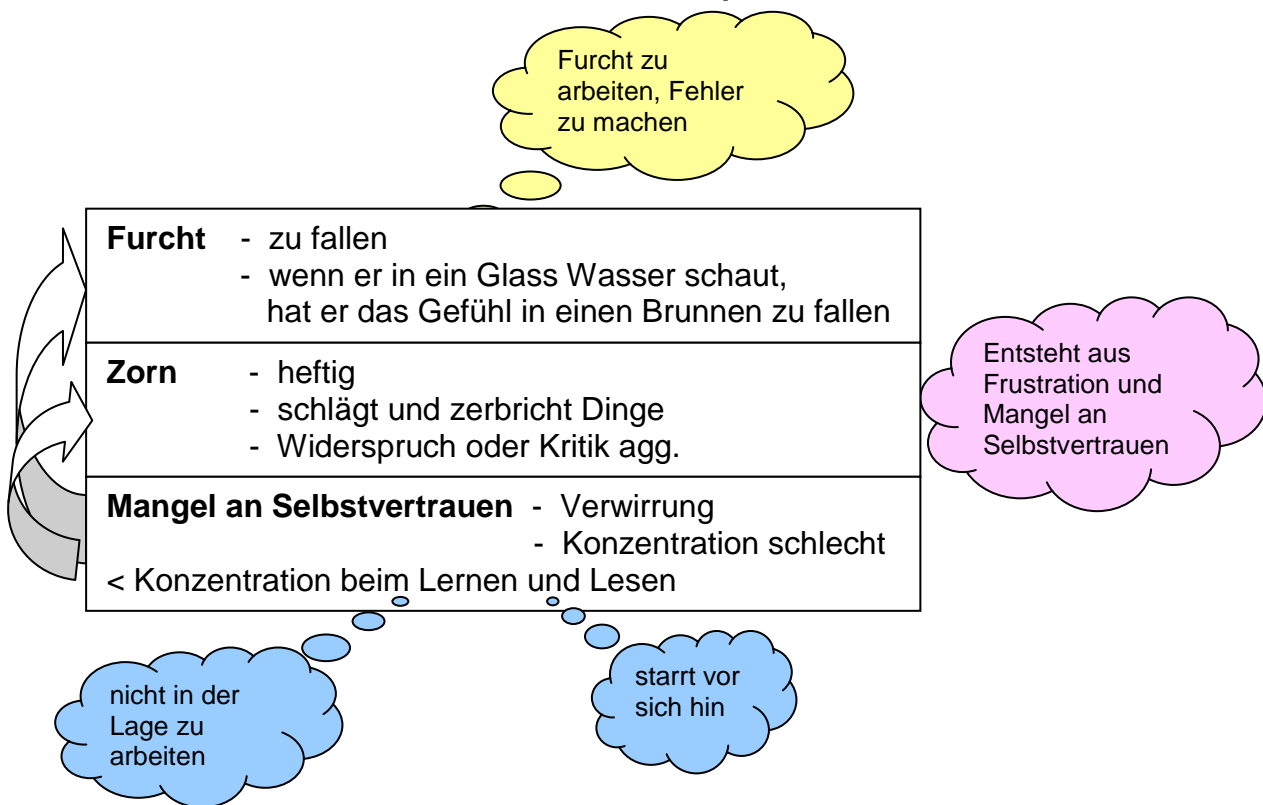 Furcht zu
arbeiten, Fehler
zu machen
Furcht - zu fallen
- wenn er in ein Glass Wasser schaut,
hat er das Gefühl in einen Brunnen zu fallen
Zorn - heftig
- schlägt und zerbricht Dinge
- Widerspruch oder Kritik agg.
Entsteht aus
Frustration und
Mangel an
Selbstvertrauen
Mangel an Selbstvertrauen - Verwirrung
- Konzentration schlecht
< Konzentration beim Lernen und Lesen
nicht in der
Lage zu
arbeiten
starrt vor
sich hin